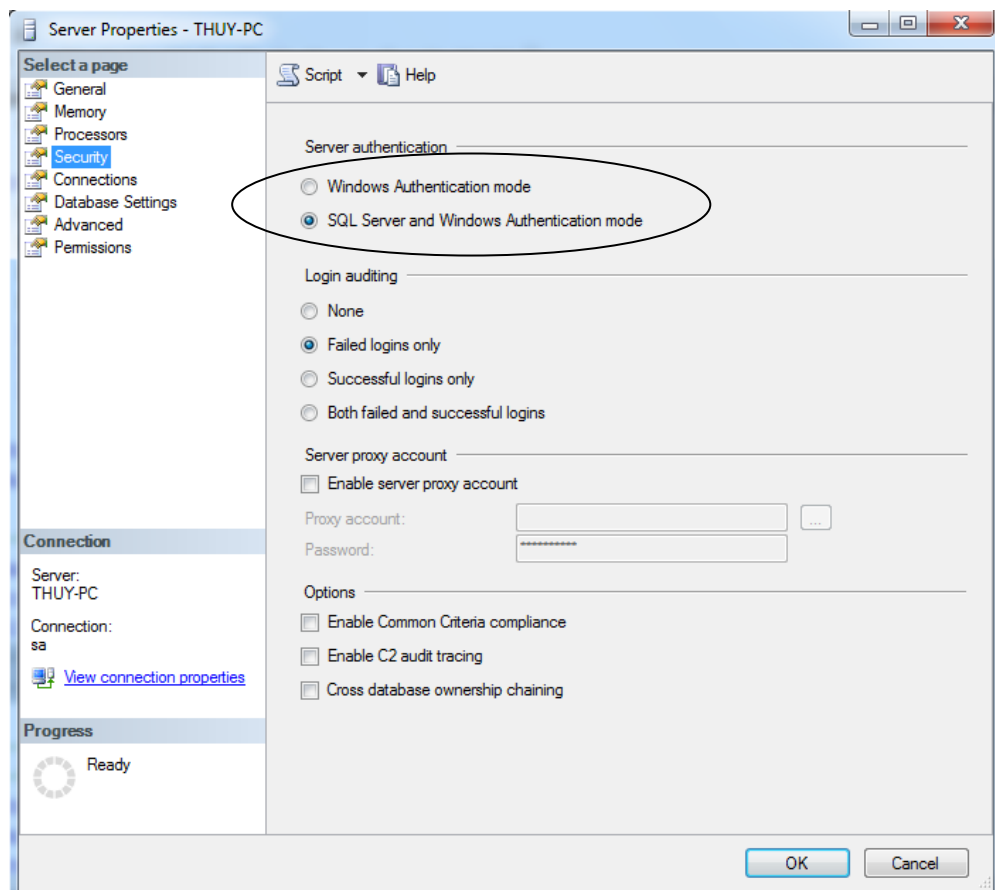 Server Properties - THUY-PC
Select a page
General
Memory
Processors
Security
Connections
Database Settings
Advanced
Permissions
Script Help
Server authentication
Windows Authentication mode
SQL Server and Windows Authentication mode
Login auditing
None
Failed logins only
Successful logins only
Both failed and successful logins
Server proxy account
Enable server proxy account
Proxy account:
...
Password:
**********
Options
Enable Common Criteria compliance
Enable C2 audit tracing
Cross database ownership chaining
Connection
Server:
THUY-PC
Connection:
sa
View connection properties
Progress
Ready
OK Cancel